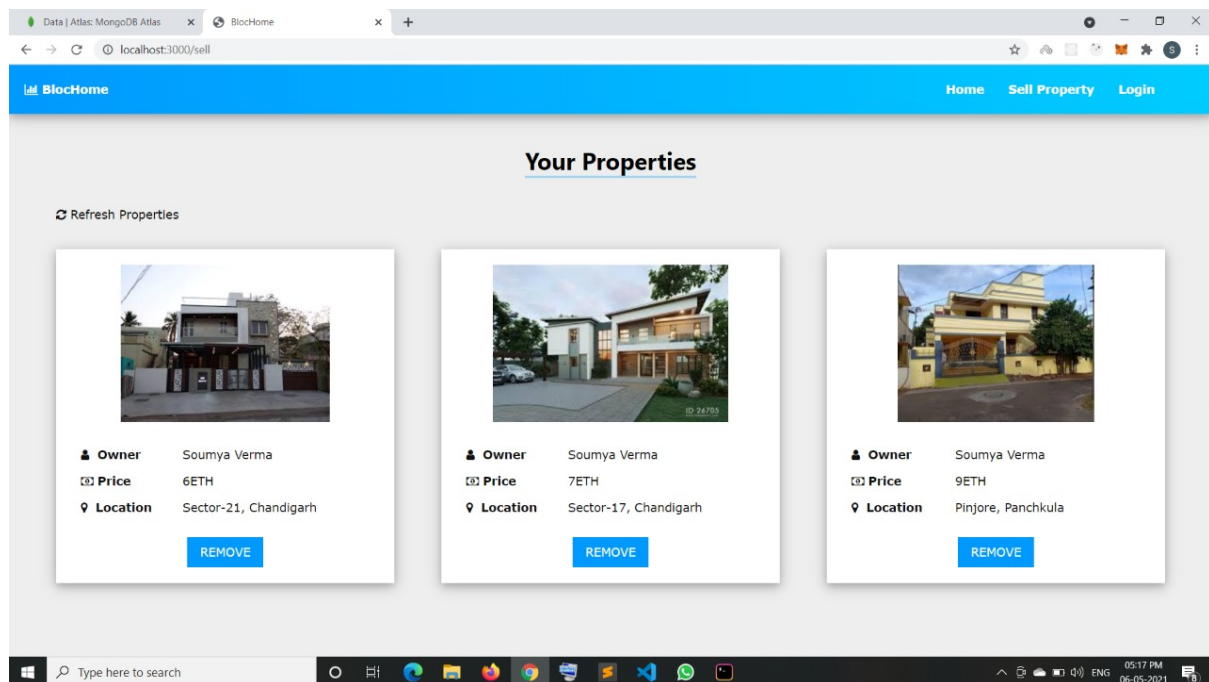 Data | Atlas: MongoDB Atlas
BlocHome
localhost:3000/sell
S
BlocHome
Home Sell Property Login
Your Properties
Refresh Properties
ID 26705
Owner Soumya Verma
Price 6ETH
Location Sector-21, Chandigarh
REMOVE
Owner Soumya Verma
Price 7ETH
Location Sector-17, Chandigarh
REMOVE
Owner Soumya Verma
Price 9ETH
Location Pinjore, Panchkula
REMOVE
Type here to search
ENG
05:17 PM
06-05-2021
8